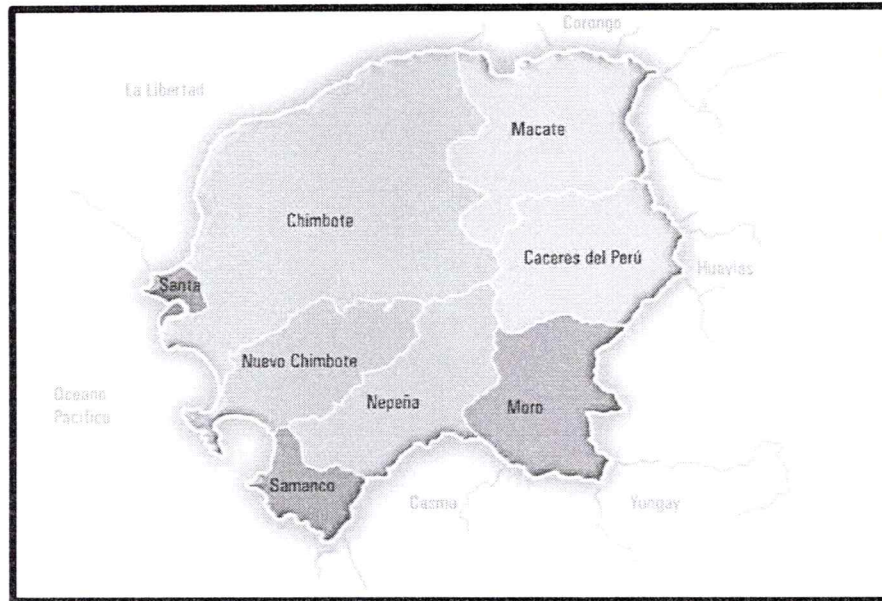 Corongo
La Libertad
Macate
Chimbote
Caceres del Perú
Huaylas
Santa
Nuevo Chimbote
Oceano
Pacifico
Nepeña
Moro
Samanco
Casma
Yungay